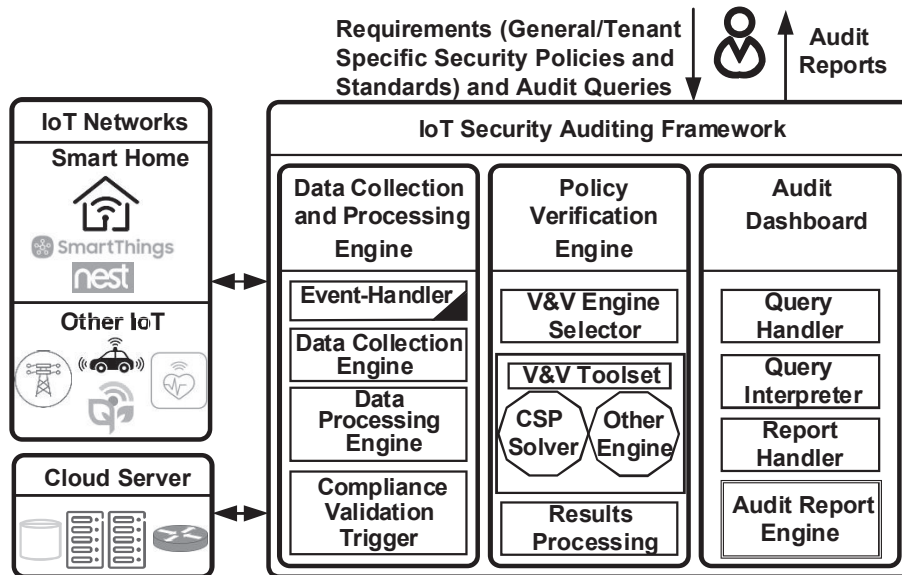 Requirements (General/Tenant
Specific Security Policies and
Standards) and Audit Queries
Audit
Reports
IoT Networks
Smart Home
SmartThings
nest
Other IoT
Cloud Server
IoT Security Auditing Framework
Data Collection
and Processing
Engine
Event-Handler
Data Collection
Engine
Data
Processing
Engine
Compliance
Validation
Trigger
Policy
Verification
Engine
V&V Engine
Selector
V&V Toolset
CSP
Solver
Other
Engine
Results
Processing
Audit
Dashboard
Query
Handler
Query
Interpreter
Report
Handler
Audit Report
Engine